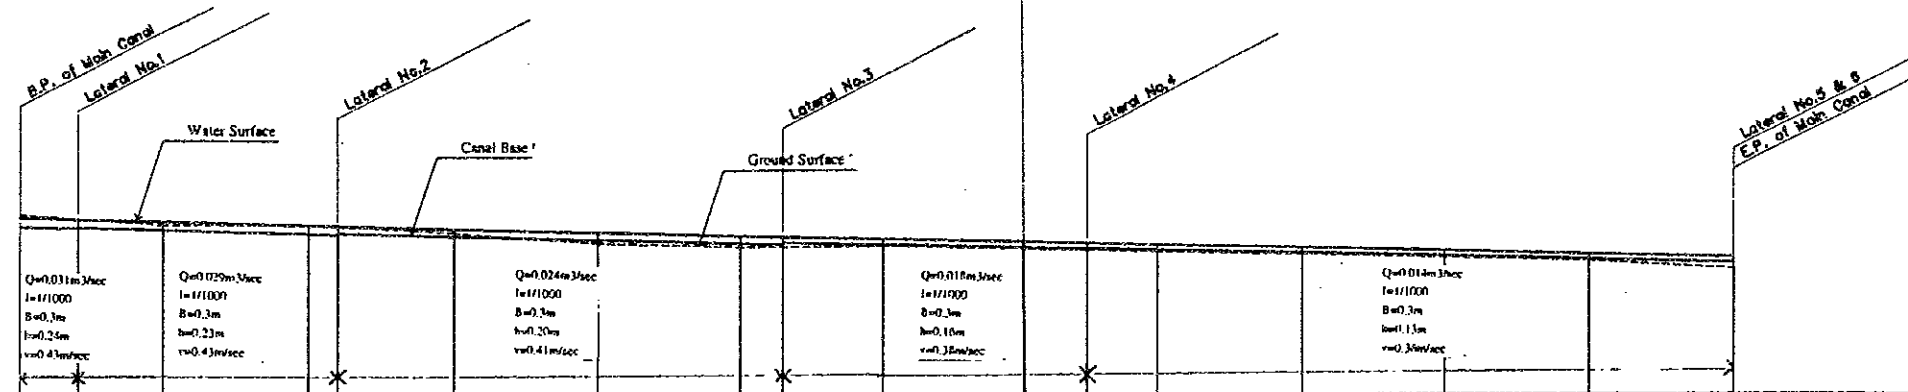 B.P. of Main Canal
Lateral No.1
Lateral No.2
Lateral No.3
Lateral No.4
Lateral No.5 & 6
E.P. of Main Canal
Water Surface
Canal Base
Ground Surface
Q=0.031m3/sec
I=1/1000
B=0.3m
h=0.24m
v=0.43m/sec
Q=0.029m3/sec
I=1/1000
B=0.3m
h=0.23m
v=0.43m/sec
Q=0.024m3/sec
I=1/1000
B=0.3m
h=0.20m
v=0.41m/sec
Q=0.018m3/sec
I=1/1000
B=0.3m
h=0.16m
v=0.38m/sec
Q=0.014m3/sec
I=1/1000
B=0.3m
h=0.13m